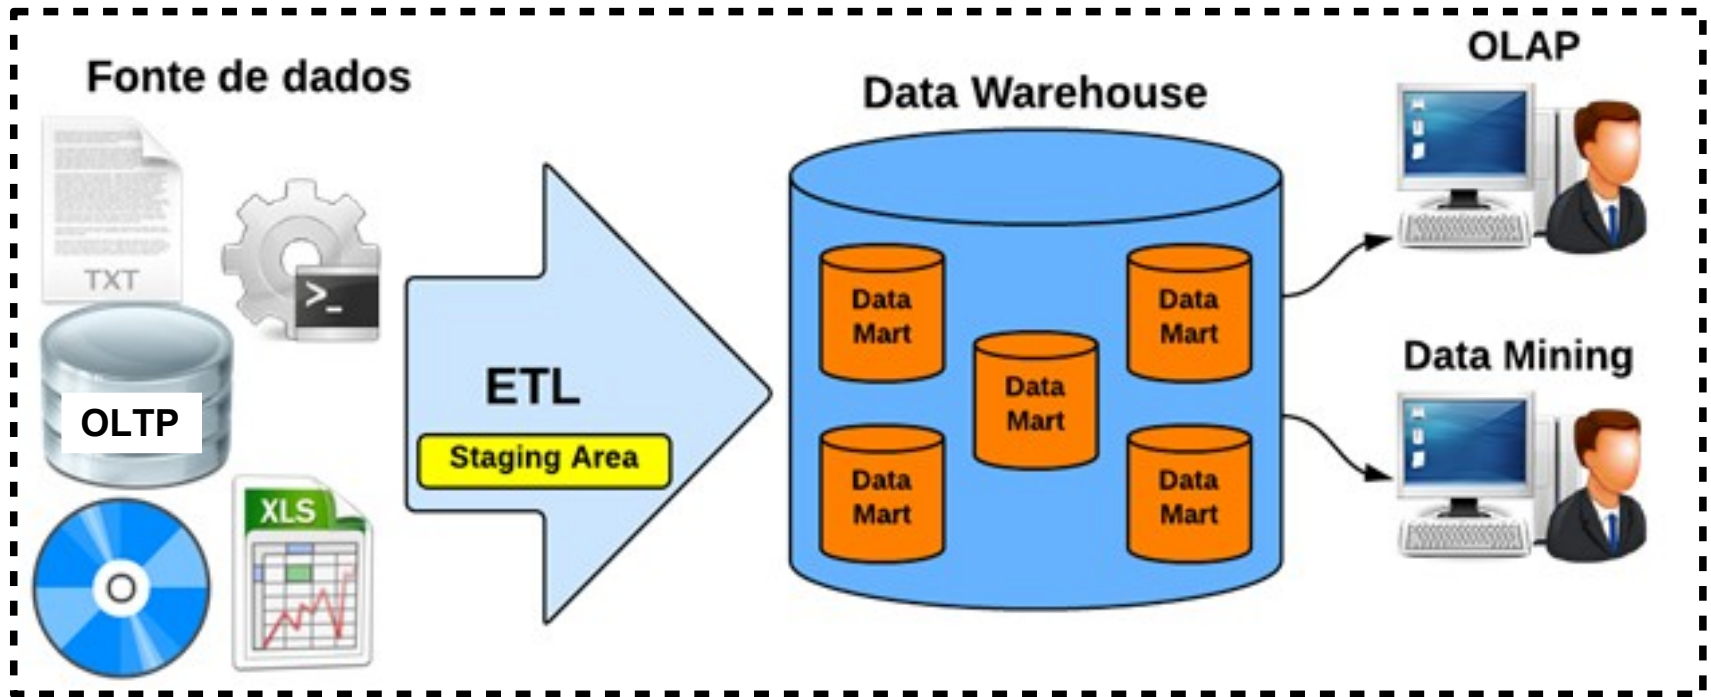 Fonte de dados
TXT
>_
OLTP
XLS
ETL
Staging Area
Data Warehouse
Data
Mart
Data
Mart
Data
Mart
Data
Mart
Data
Mart
OLAP
Data Mining